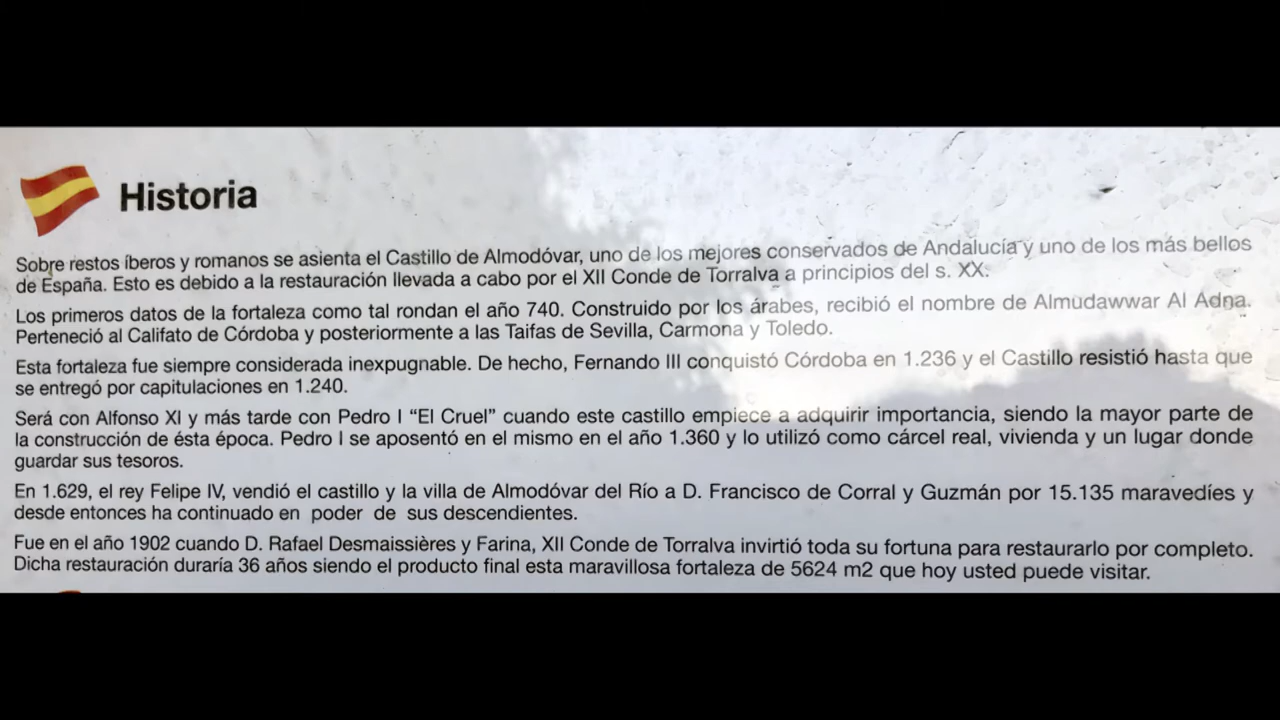 Historia
Sobre restos íberos y romanos se asienta el Castillo de Almodóvar, uno de los mejores conservados de Andalucía y uno de los más bellos
de España. Esto es debido a la restauración llevada a cabo por el XII Conde de Torralva a principios del s. XX.
Los primeros datos de la fortaleza como tal rondan el año 740. Construido por los árabes, recibió el nombre de Almudawwar Al Adna.
Perteneció al Califato de Córdoba y posteriormente a las Taifas de Sevilla, Carmona y Toledo.
Esta fortaleza fue siempre considerada inexpugnable. De hecho, Fernando III conquistó Córdoba en 1.236 y el Castillo resistió hasta que
se entregó por capitulaciones en 1.240.
Será con Alfonso XI y más tarde con Pedro I “El Cruel” cuando este castillo empiece a adquirir importancia, siendo la mayor parte de
la construcción de ésta época. Pedro I se aposentó en el mismo en el año 1.360 y lo utilizó como cárcel real, vivienda y un lugar donde
guardar sus tesoros.
En 1.629, el rey Felipe IV, vendió el castillo y la villa de Almodóvar del Río a D. Francisco de Corral y Guzmán por 15.135 maravedíes y
desde entonces ha continuado en poder de sus descendientes.
Fue en el año 1902 cuando D. Rafael Desmaissières y Farina, XII Conde de Torralva invirtió toda su fortuna para restaurarlo por completo.
Dicha restauración duraría 36 años siendo el producto final esta maravillosa fortaleza de 5624 m2 que hoy usted puede visitar.